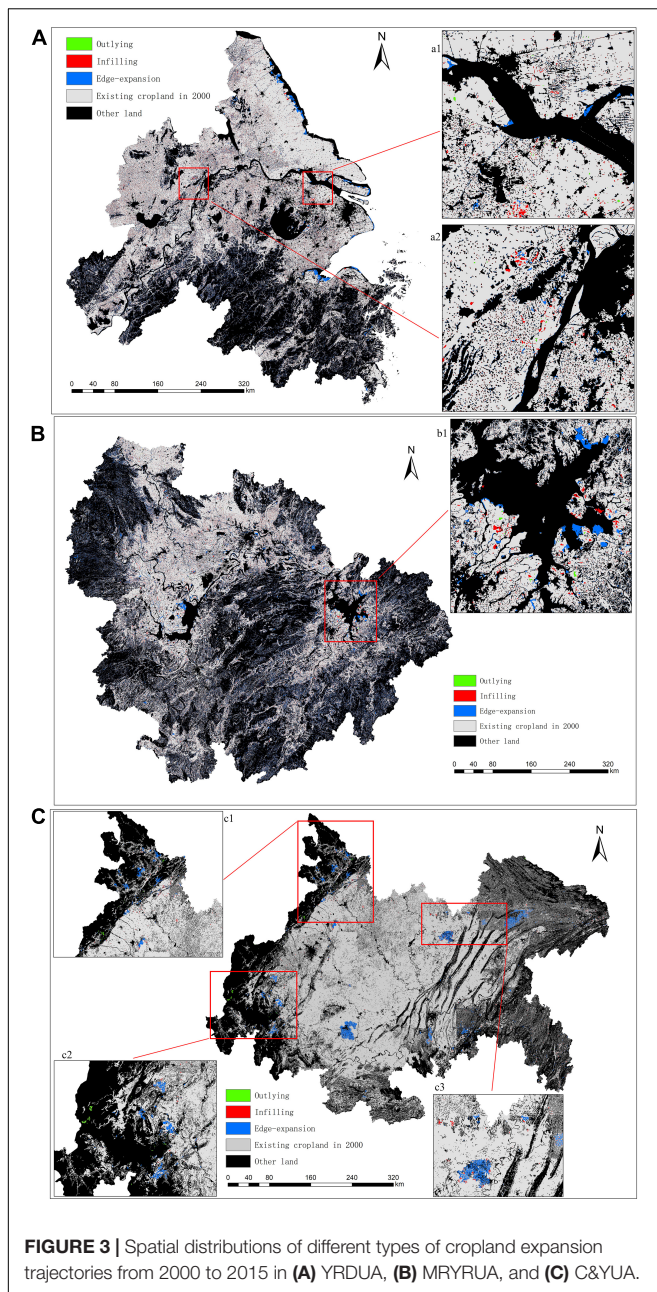 A
Outlying
Infilling
Edge-expansion
Existing cropland in 2000
Other land
N
a1
a2
0 40 80 160 240 320
km
B
N
b1
Outlying
Infilling
Edge-expansion
Existing cropland in 2000
Other land
0 20 40 80 160 240 320
km
C
c1
N
c2
Outlying
Infilling
Edge-expansion
Existing cropland in 2000
Other land
c3
0 40 80 160 240 320
km
FIGURE 3 | Spatial distributions of different types of cropland expansion
trajectories from 2000 to 2015 in (A) YRDUA, (B) MRYRUA, and (C) C&YUA.